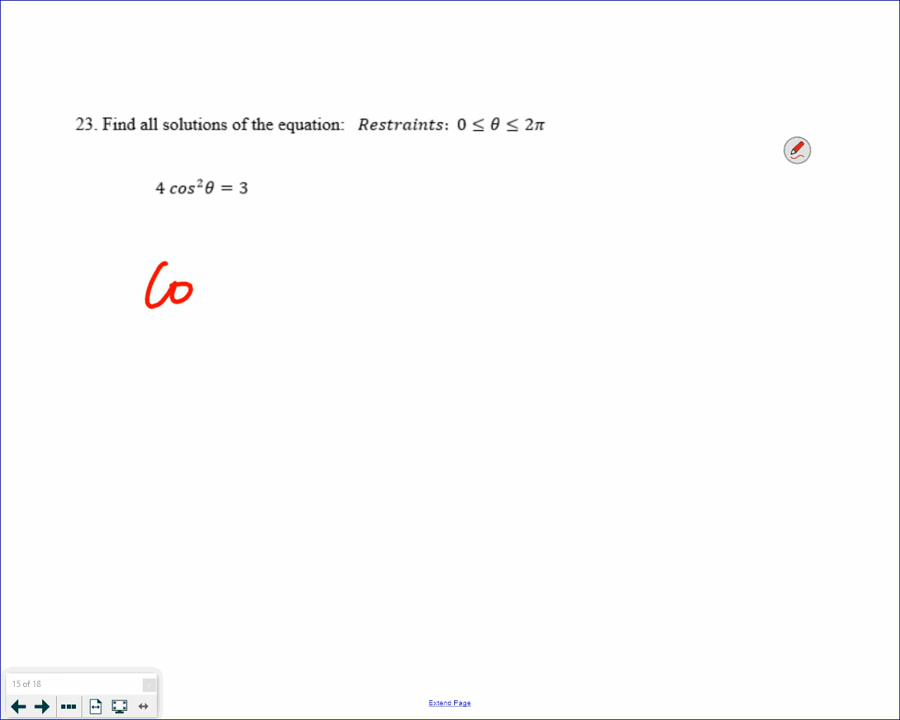 23. Find all solutions of the equation: Restraints: 0 ≤ θ ≤ 2π
4 cos²θ = 3
Co
15 of 18
Extend Page